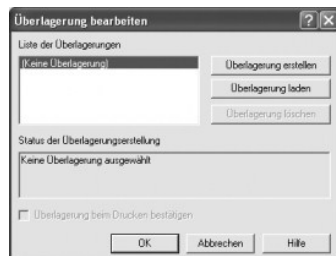 Überlagerung bearbeiten
Liste der Überlagerungen
(Keine Überlagerung)
Überlagerung erstellen
Überlagerung laden
Überlagerung löschen
Status der Überlagerungserstellung
Keine Überlagerung ausgewählt
Überlagerung beim Drucken bestätigen
OK
Abbrechen
Hilfe